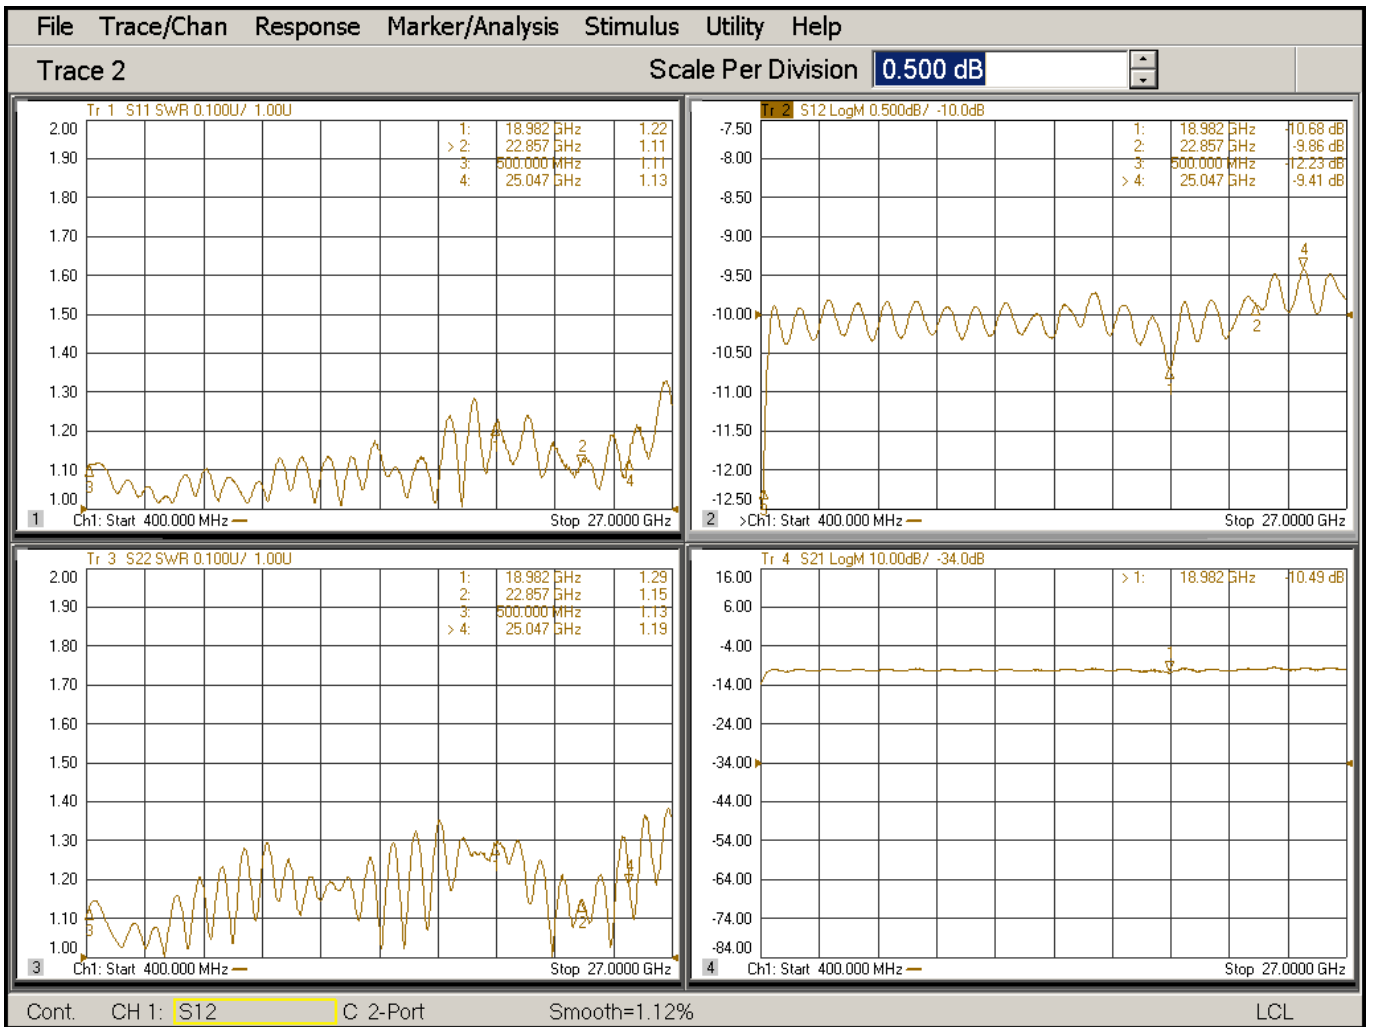 File Trace/Chan Response Marker/Analysis Stimulus Utility Help
Trace 2 Scale Per Division 0.500 dB
Tr 1 S11 SWR 0.100U/ 1.00U
2.00
1.90
1.80
1.70
1.60
1.50
1.40
1.30
1.20
1.10
1.00
1: 18.982 GHz 1.22
> 2: 22.857 GHz 1.11
3: 500.000 MHz 1.11
4: 25.047 GHz 1.13
2
3
4
1 Ch1: Start 400.000 MHz Stop 27.0000 GHz
Tr 2 S12 LogM 0.500dB/ -10.0dB
-7.50
-8.00
-8.50
-9.00
-9.50
-10.00
-10.50
-11.00
-11.50
-12.00
-12.50
1: 18.982 GHz -10.68 dB
2: 22.857 GHz -9.86 dB
3: 500.000 MHz -12.23 dB
> 4: 25.047 GHz -9.41 dB
4
2
2 >Ch1: Start 400.000 MHz Stop 27.0000 GHz
Tr 3 S22 SWR 0.100U/ 1.00U
2.00
1.90
1.80
1.70
1.60
1.50
1.40
1.30
1.20
1.10
1.00
1: 18.982 GHz 1.29
2: 22.857 GHz 1.15
3: 500.000 MHz 1.13
> 4: 25.047 GHz 1.19
4
3
2
3 Ch1: Start 400.000 MHz Stop 27.0000 GHz
Tr 4 S21 LogM 10.00dB/ -34.0dB
16.00
6.00
-4.00
-14.00
-24.00
-34.00
-44.00
-54.00
-64.00
-74.00
-84.00
> 1: 18.982 GHz -10.49 dB
4 Ch1: Start 400.000 MHz Stop 27.0000 GHz
Cont. CH 1: S12 C 2-Port Smooth=1.12% LCL